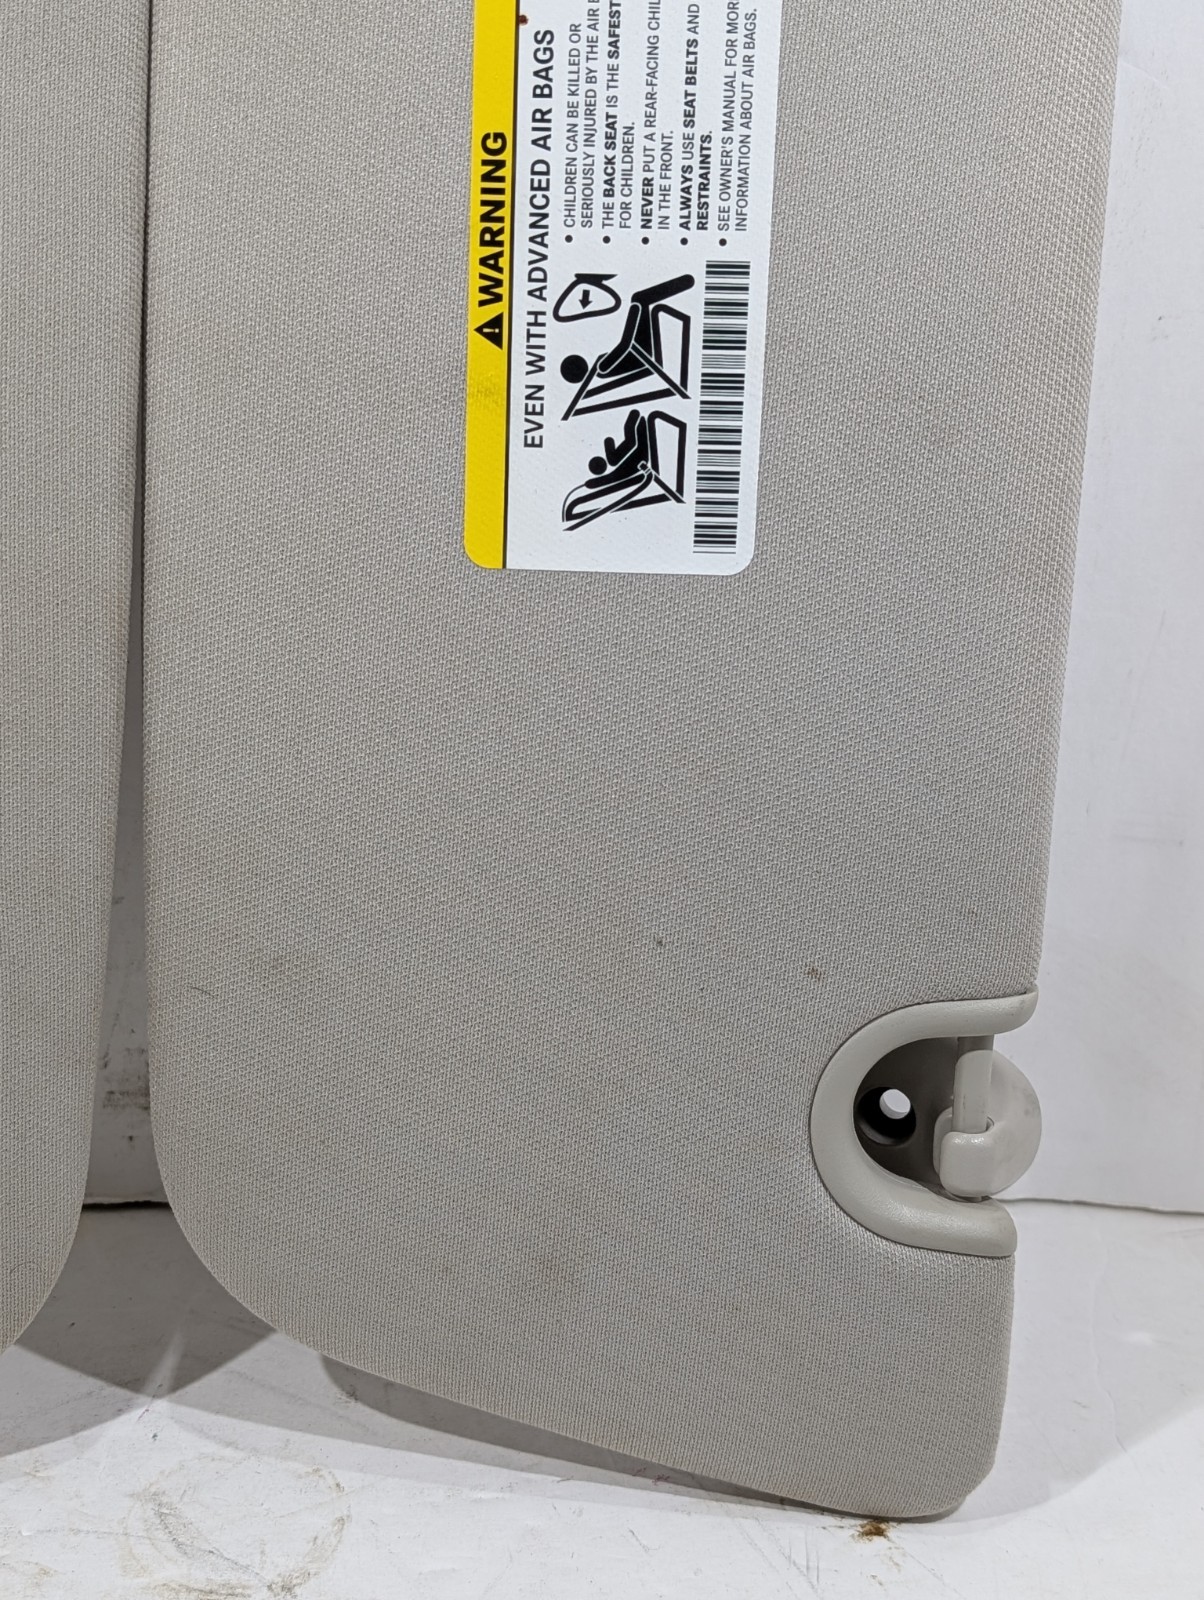 WARNING
EVEN WITH ADVANCED AIR BAGS
• CHILDREN CAN BE KILLED OR
SERIOUSLY INJURED BY THE AIR
• THE BACK SEAT IS THE SAFEST
FOR CHILDREN.
• NEVER PUT A REAR-FACING
IN THE FRONT.
• ALWAYS USE SEAT BELTS AND
RESTRAINTS.
• SEE OWNER'S MANUAL FOR
INFORMATION ABOUT AIR BAGS.